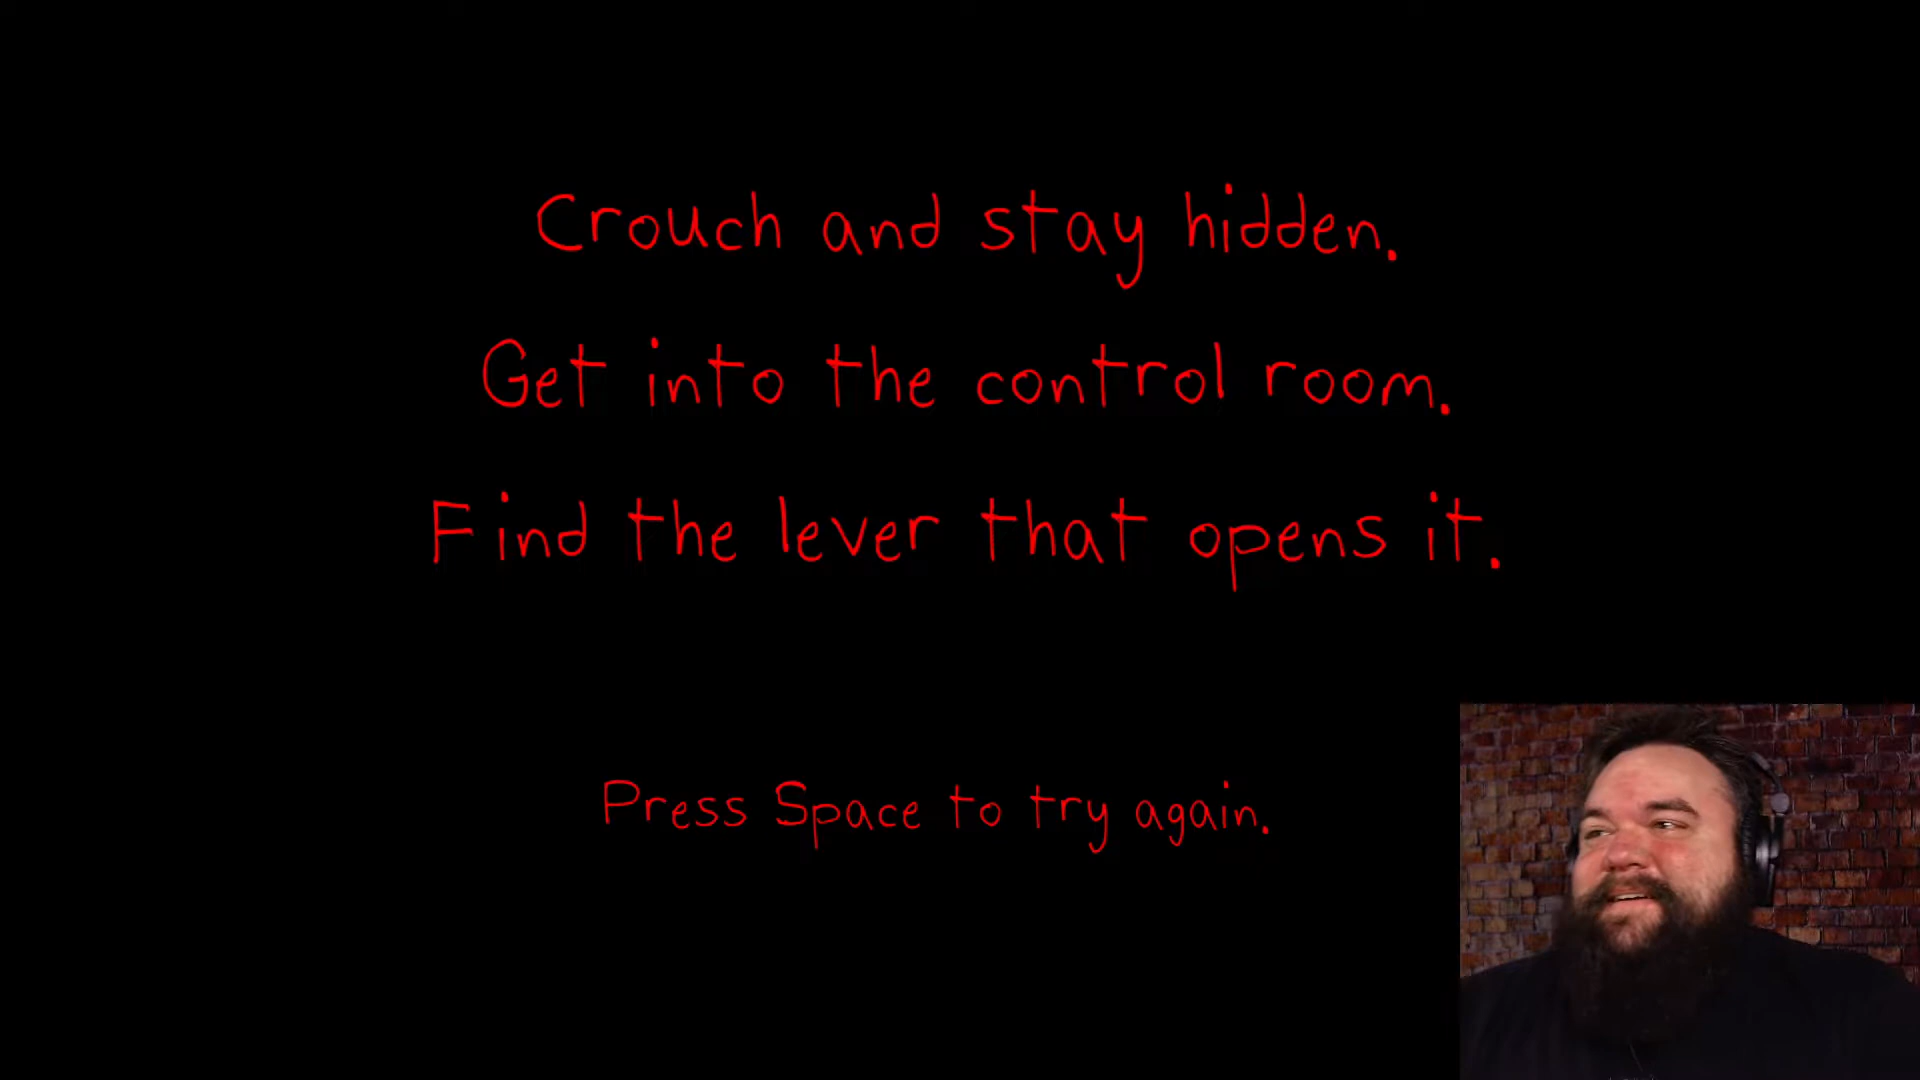 Crouch and stay hidden.
Get into the control room.
Find the lever that opens it.
Press Space to try again.